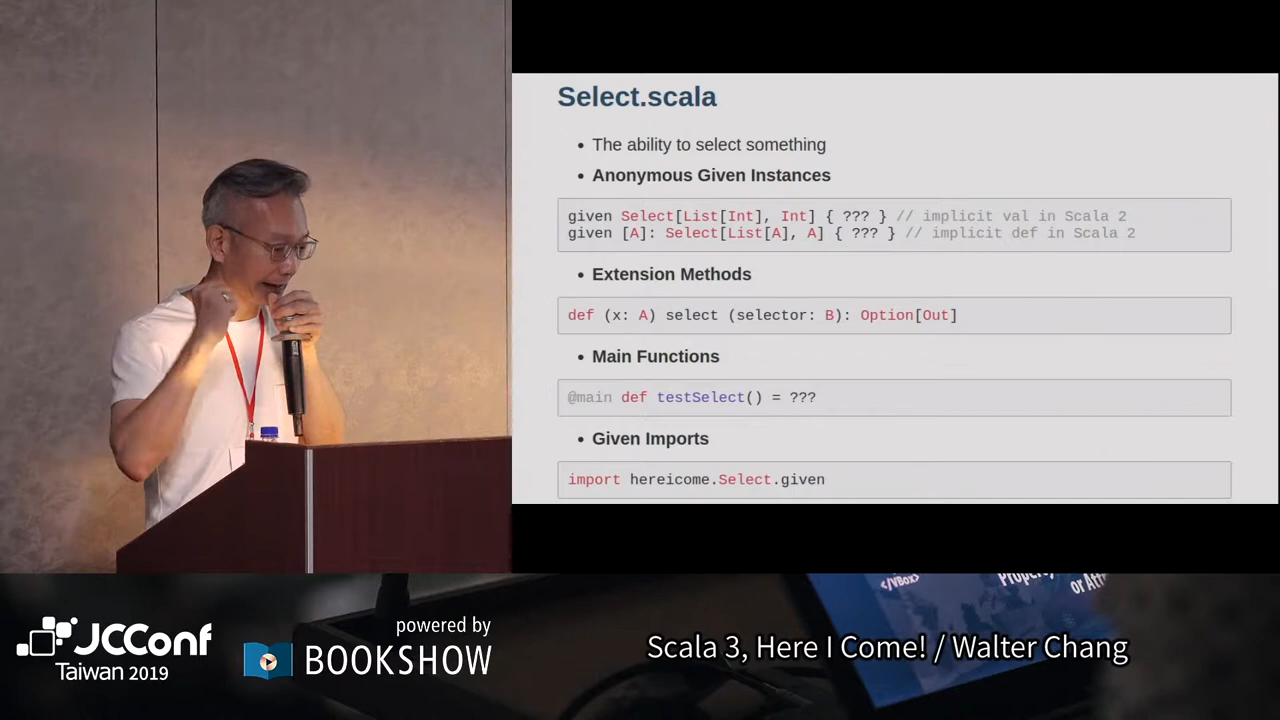 Select.scala
• The ability to select something
• Anonymous Given Instances
given Select[List[Int], Int] { ??? } // implicit val in Scala 2
given [A]: Select[List[A], A] { ??? } // implicit def in Scala 2
• Extension Methods
def (x: A) select (selector: B): Option[Out]
• Main Functions
@main def testSelect() = ???
• Given Imports
import hereicome.Select.given
</VBox>
JCConf
Taiwan 2019
powered by
BOOKSHOW
Scala 3, Here I Come! / Walter Chang